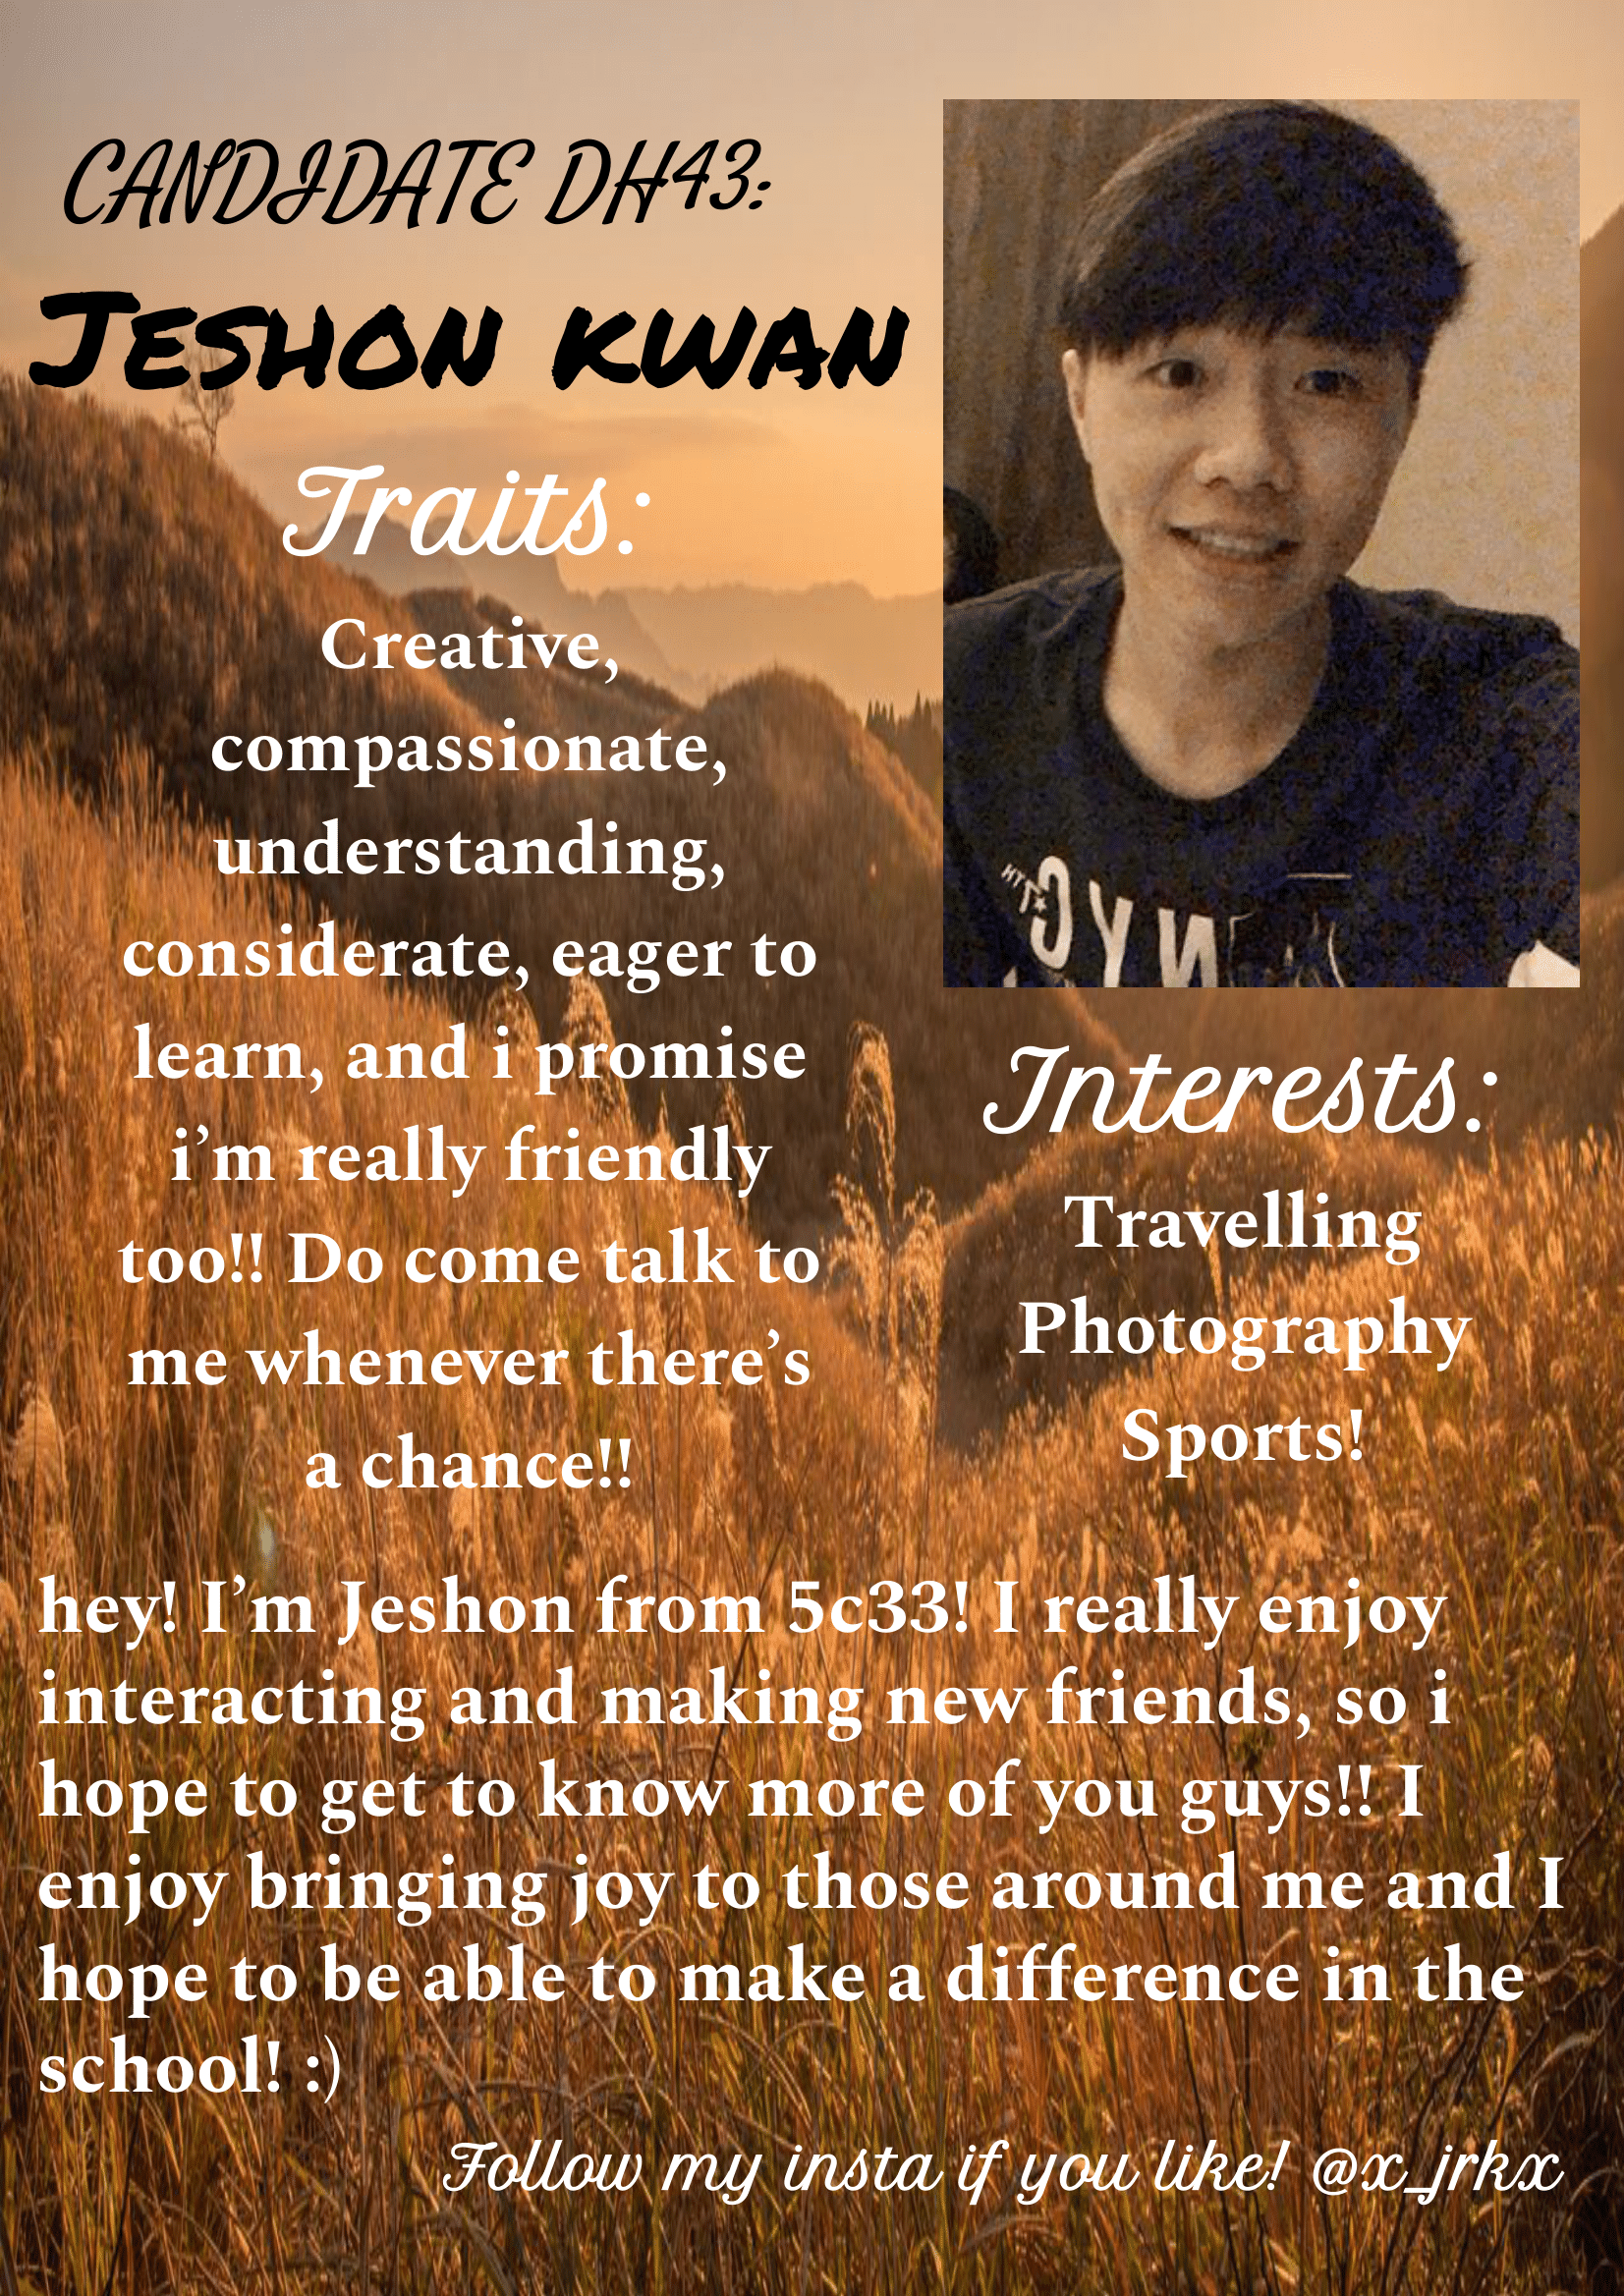 CANDIDATE DH43:
JESHON KWAN
Traits:
Creative,
compassionate,
understanding,
considerate, eager to
learn, and i promise
i'm really friendly
too!! Do come talk to
me whenever there's
a chance!!
NYC
Interests:
Travelling
Photography
Sports!
hey! I'm Jeshon from 5c33! I really enjoy
interacting and making new friends, so i
hope to get to know more of you guys!! I
enjoy bringing joy to those around me and I
hope to be able to make a difference in the
school! :)
Follow my insta if you like! @x_jrkx